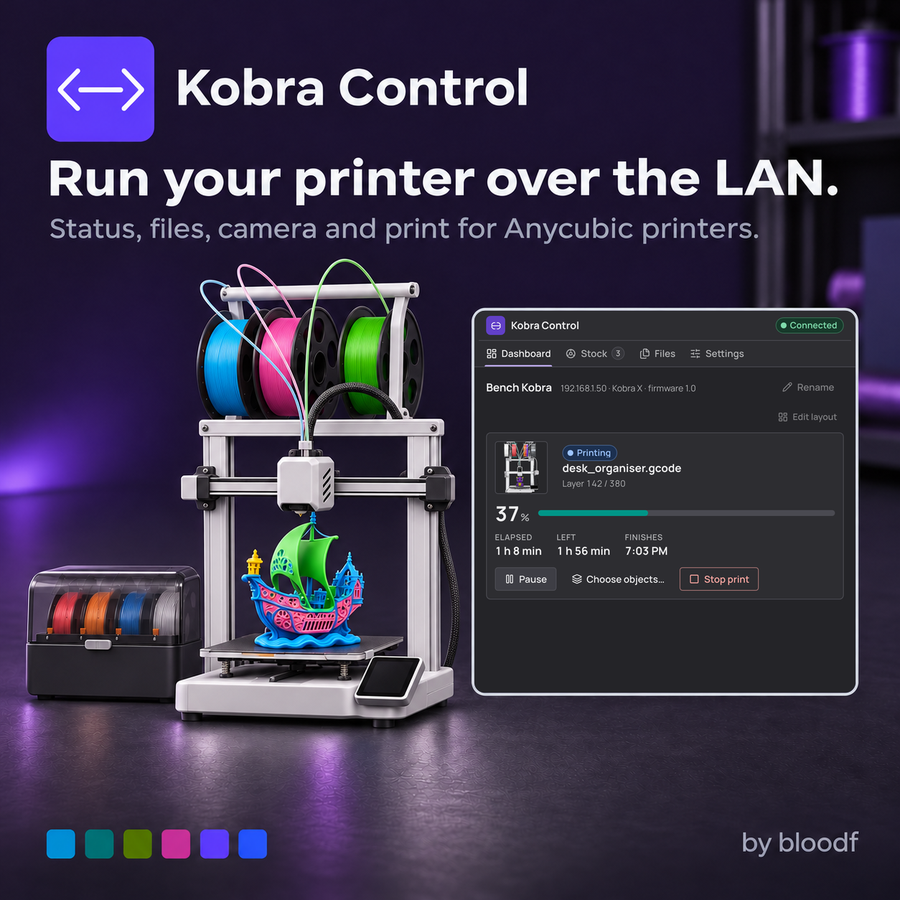 Kobra Control
Run your printer over the LAN.
Status, files, camera and print for Anycubic printers.
Kobra Control
Connected
Dashboard Stock 3 Files Settings
Bench Kobra 192.168.1.50 · Kobra X · firmware 1.0 Rename
Edit layout
Printing
desk_organiser.gcode
Layer 142 / 380
37%
ELAPSED LEFT FINISHES
1 h 8 min 1 h 56 min 7:03 PM
Pause Choose objects... Stop print
by bloodf